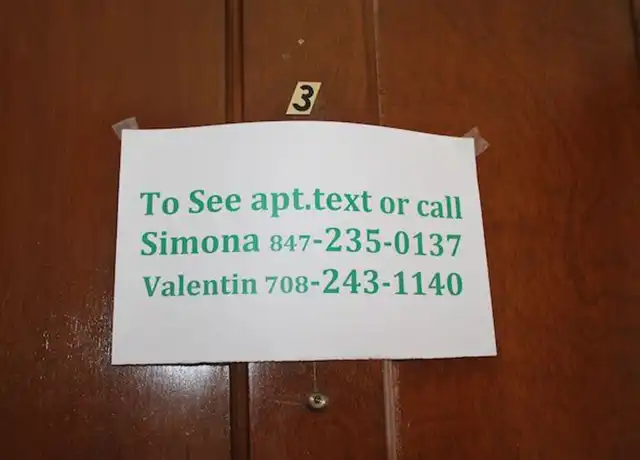 3
To See apt.text or call
Simona 847-235-0137
Valentin 708-243-1140